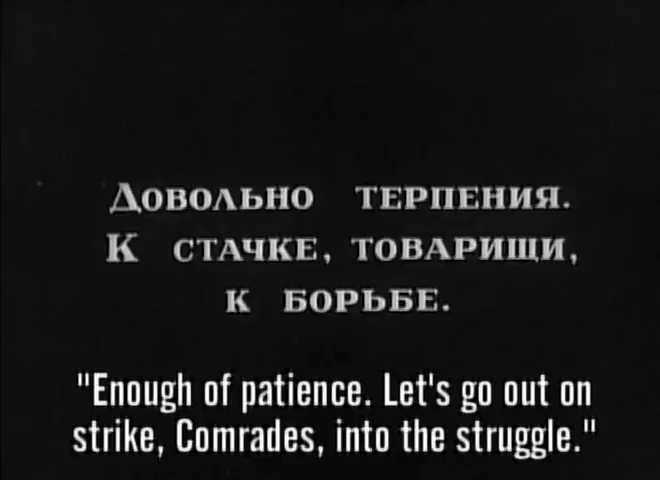 Довольно терпения.
К стачке, товарищи,
к борьбе.
"Enough of patience. Let's go out on
strike, Comrades, into the struggle."